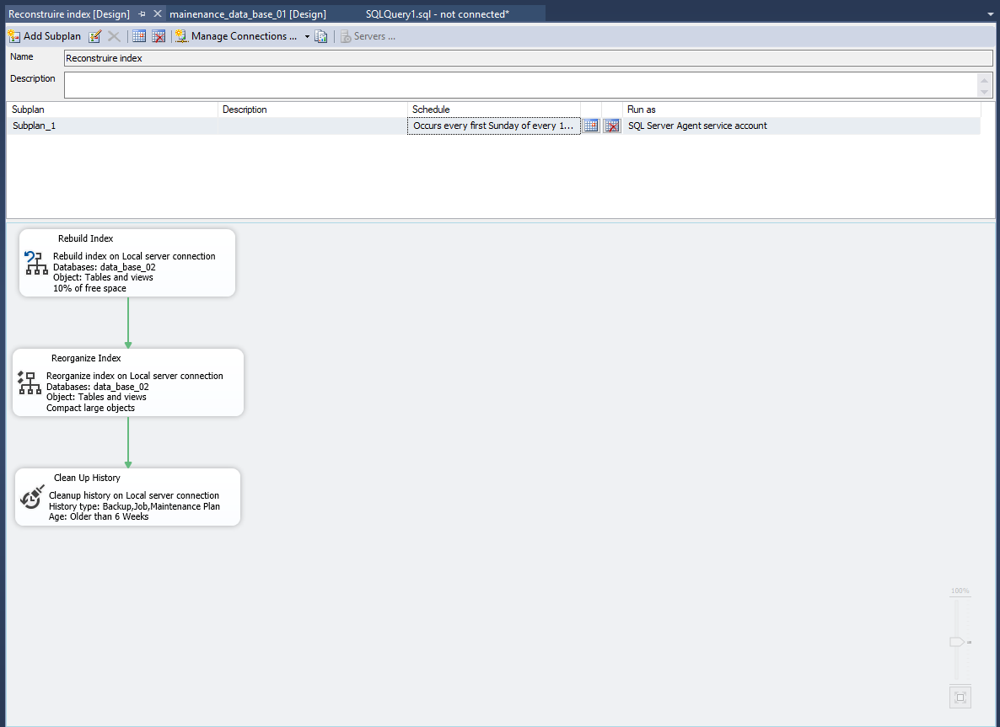 Reconstruire index [Design]
mainenance_data_base_01 [Design]
SQLQuery1.sql - not connected*
Add Subplan
Manage Connections ...
Servers ...
Name
Reconstruire index
Description
Subplan Description Schedule Run as
Subplan_1 Occurs every first Sunday of every 1... SQL Server Agent service account
Rebuild Index
Rebuild index on Local server connection
Databases: data_base_02
Object: Tables and views
10% of free space
Reorganize Index
Reorganize index on Local server connection
Databases: data_base_02
Object: Tables and views
Compact large objects
Clean Up History
Cleanup history on Local server connection
History type: Backup,Job,Maintenance Plan
Age: Older than 6 Weeks
100%